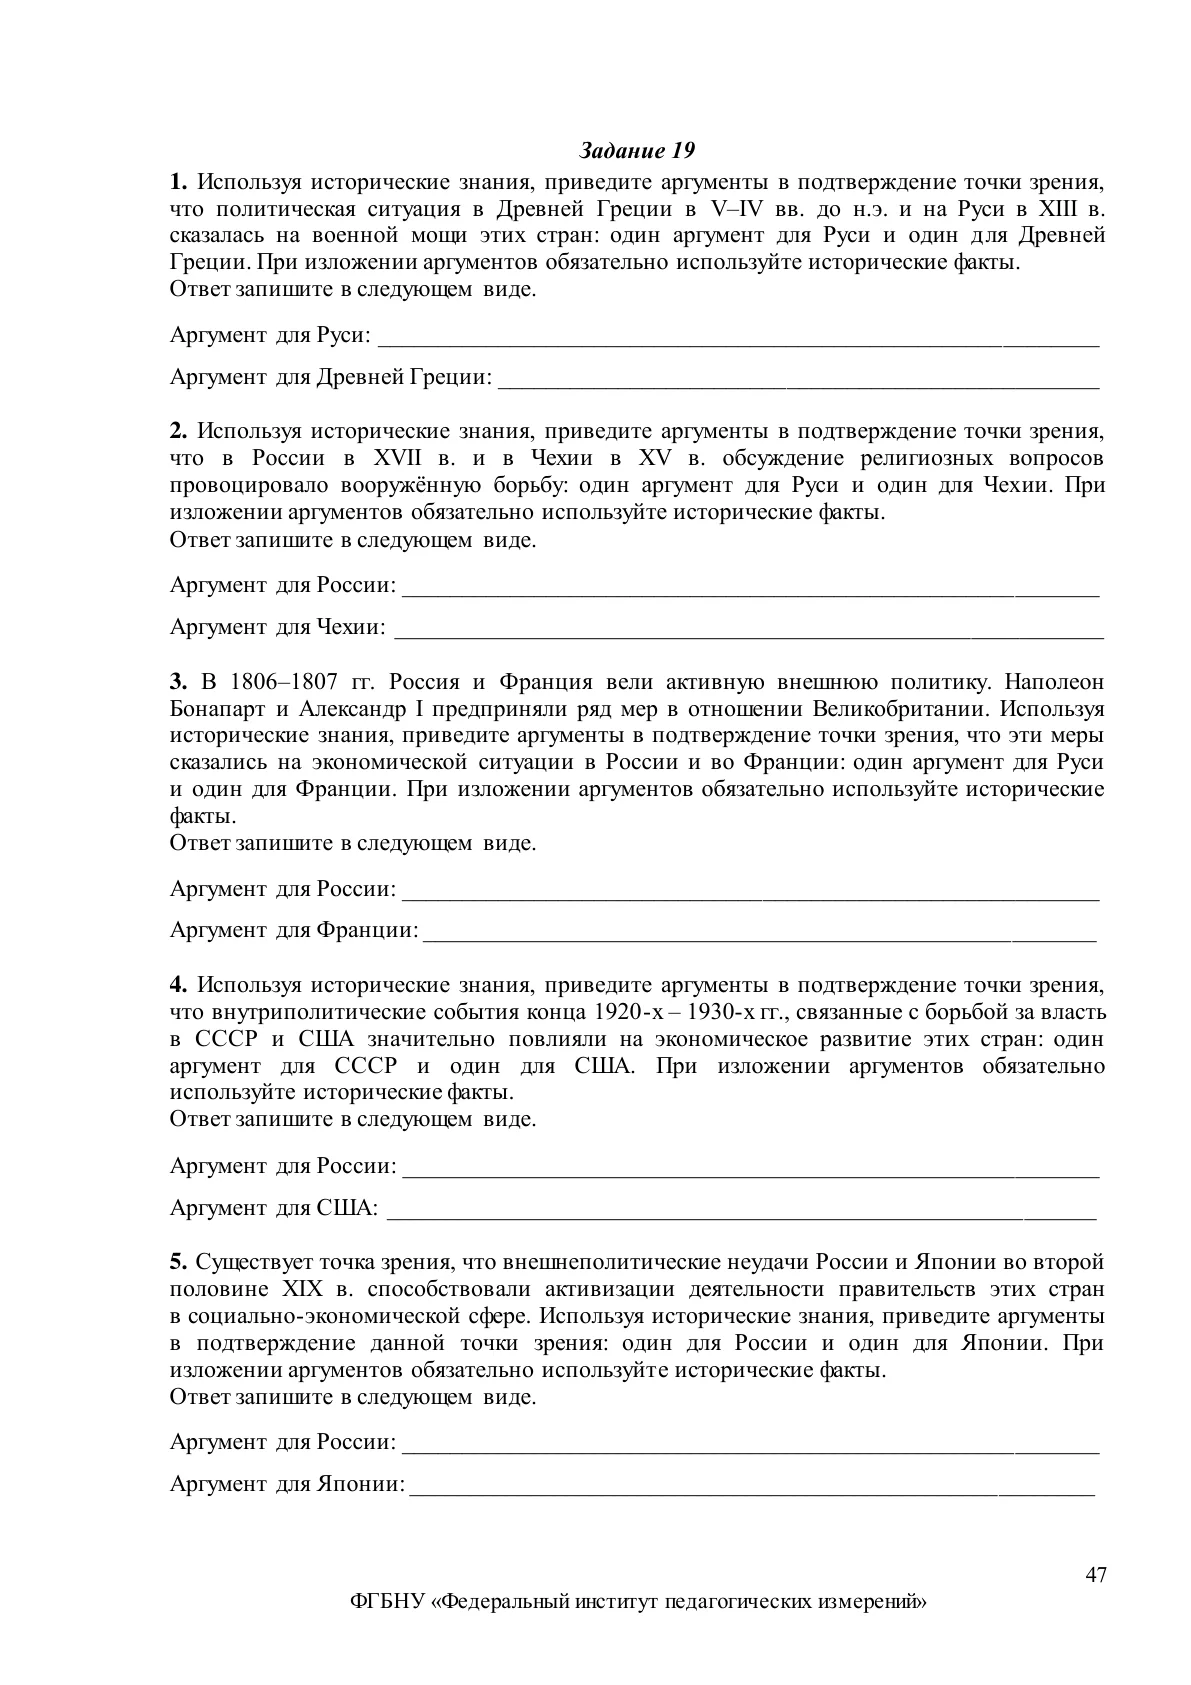 Задание 19
1. Используя исторические знания, приведите аргументы в подтверждение точки зрения,
что политическая ситуация в Древней Греции в V–IV вв. до н.э. и на Руси в XIII в.
сказалась на военной мощи этих стран: один аргумент для Руси и один для Древней
Греции. При изложении аргументов обязательно используйте исторические факты.
Ответ запишите в следующем виде.
Аргумент для Руси: ____________________
Аргумент для Древней Греции: ____________________
2. Используя исторические знания, приведите аргументы в подтверждение точки зрения,
что в России в XVII в. и в Чехии в XV в. обсуждение религиозных вопросов
провоцировало вооружённую борьбу: один аргумент для Руси и один для Чехии. При
изложении аргументов обязательно используйте исторические факты.
Ответ запишите в следующем виде.
Аргумент для России: ____________________
Аргумент для Чехии: ____________________
3. В 1806–1807 гг. Россия и Франция вели активную внешнюю политику. Наполеон
Бонапарт и Александр I предприняли ряд мер в отношении Великобритании. Используя
исторические знания, приведите аргументы в подтверждение точки зрения, что эти меры
сказались на экономической ситуации в России и во Франции: один аргумент для Руси
и один для Франции. При изложении аргументов обязательно используйте исторические
факты.
Ответ запишите в следующем виде.
Аргумент для России: ____________________
Аргумент для Франции: ____________________
4. Используя исторические знания, приведите аргументы в подтверждение точки зрения,
что внутриполитические события конца 1920-х – 1930-х гг., связанные с борьбой за власть
в СССР и США значительно повлияли на экономическое развитие этих стран: один
аргумент для СССР и один для США. При изложении аргументов обязательно
используйте исторические факты.
Ответ запишите в следующем виде.
Аргумент для России: ____________________
Аргумент для США: ____________________
5. Существует точка зрения, что внешнеполитические неудачи России и Японии во второй
половине XIX в. способствовали активизации деятельности правительств этих стран
в социально-экономической сфере. Используя исторические знания, приведите аргументы
в подтверждение данной точки зрения: один для России и один для Японии. При
изложении аргументов обязательно используйте исторические факты.
Ответ запишите в следующем виде.
Аргумент для России: ____________________
Аргумент для Японии: ____________________
47
ФГБНУ «Федеральный институт педагогических измерений»